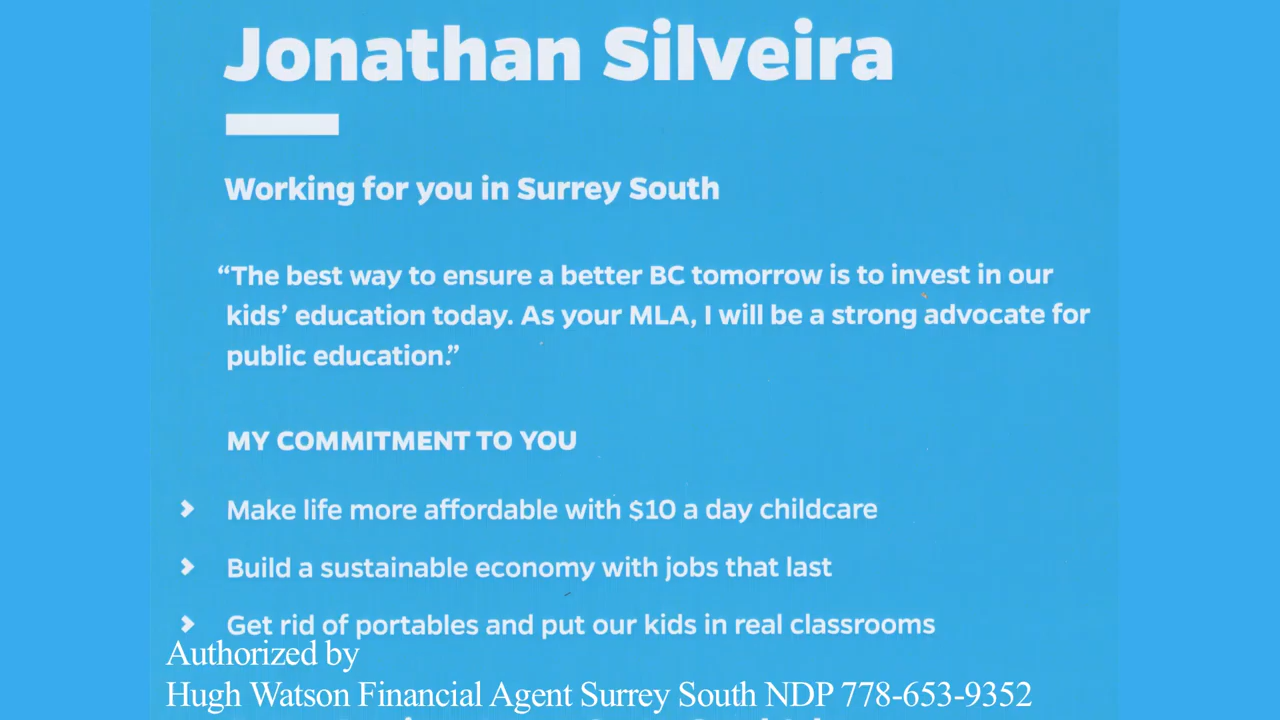 Jonathan Silveira
Working for you in Surrey South
“The best way to ensure a better BC tomorrow is to invest in our
kids’ education today. As your MLA, I will be a strong advocate for
public education.”
MY COMMITMENT TO YOU
Make life more affordable with $10 a day childcare
Build a sustainable economy with jobs that last
Get rid of portables and put our kids in real classrooms
Authorized by
Hugh Watson Financial Agent Surrey South NDP 778-653-9352